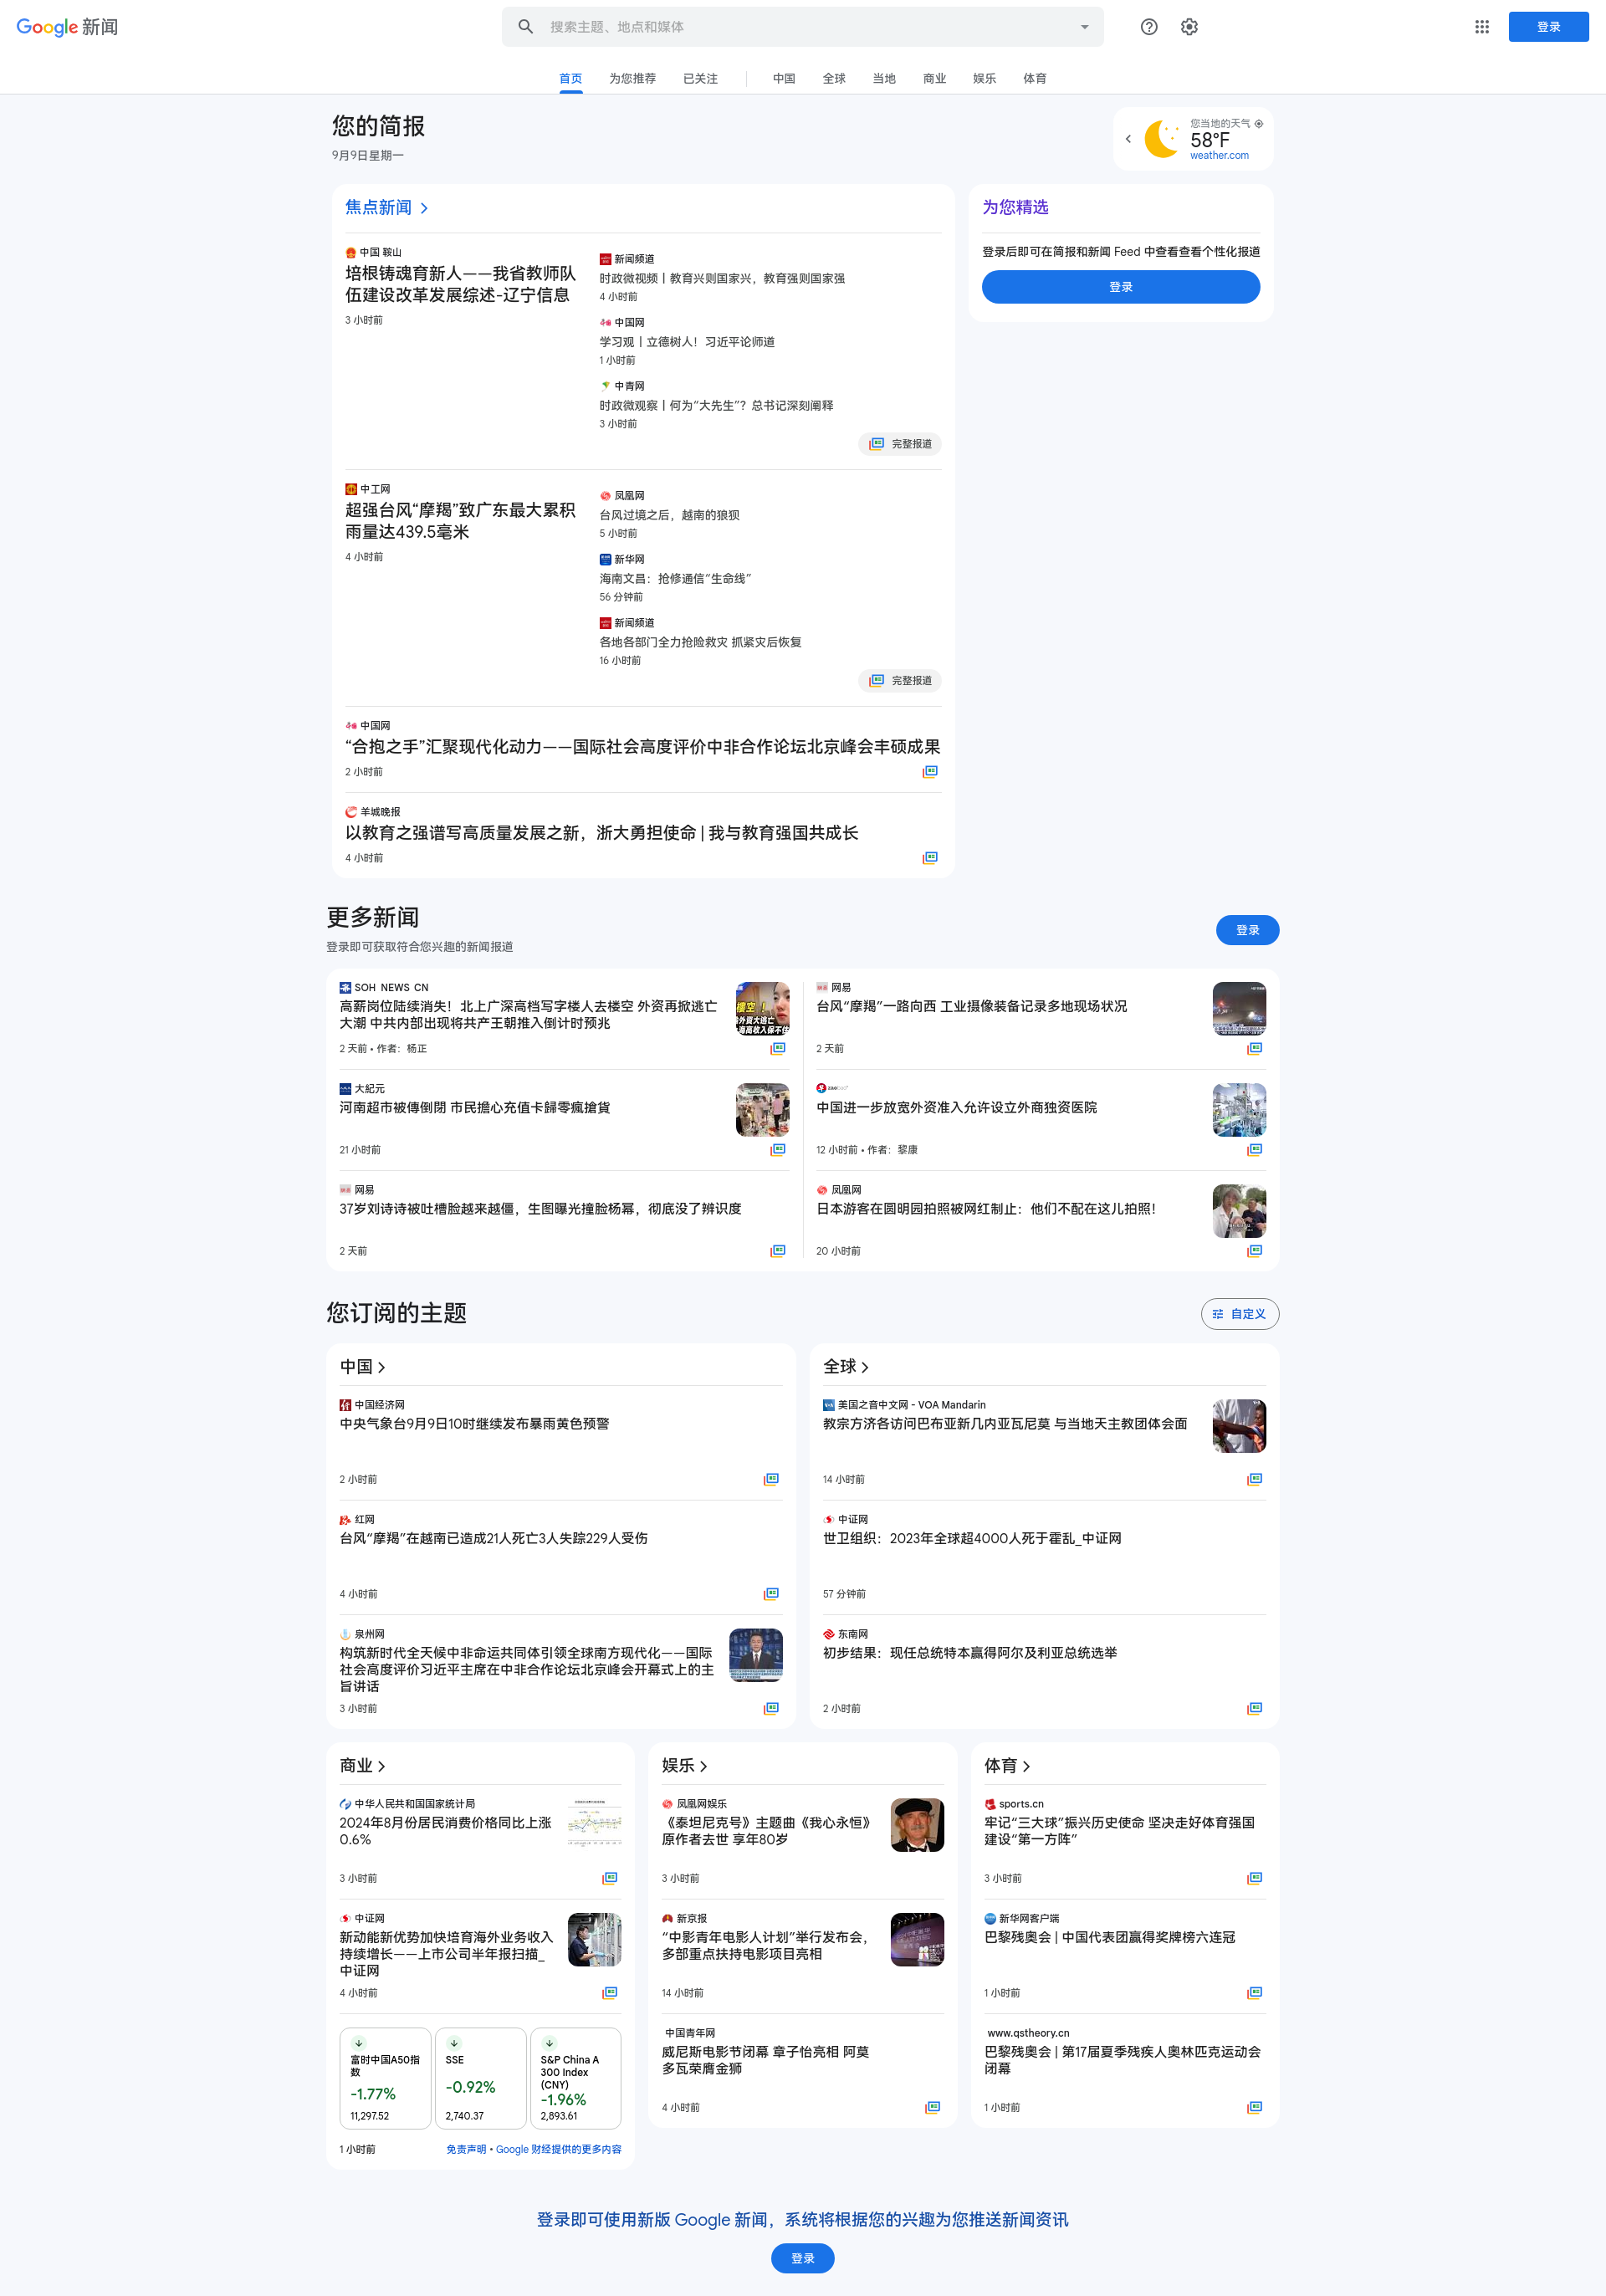 Google 新闻
搜索主题、地点和媒体
登录
首页
为您推荐
已关注
中国
全球
当地
商业
娱乐
体育
您的简报
9月9日星期一
您当地的天气
58°F
weather.com
焦点新闻
中国 鞍山
培根铸魂育新人——我省教师队
伍建设改革发展综述-辽宁信息
3 小时前
新闻频道
时政微视频丨教育兴则国家兴，教育强则国家强
4 小时前
中国网
学习观丨立德树人！习近平论师道
1 小时前
中青网
时政微观察丨何为“大先生”？总书记深刻阐释
3 小时前
完整报道
中工网
超强台风“摩羯”致广东最大累积
雨量达439.5毫米
4 小时前
凤凰网
台风过境之后，越南的狼狈
5 小时前
新华网
海南文昌：抢修通信“生命线”
56 分钟前
新闻频道
各地各部门全力抢险救灾 抓紧灾后恢复
16 小时前
完整报道
中国网
“合抱之手”汇聚现代化动力——国际社会高度评价中非合作论坛北京峰会丰硕成果
2 小时前
羊城晚报
以教育之强谱写高质量发展之新，浙大勇担使命 | 我与教育强国共成长
4 小时前
为您精选
登录后即可在简报和新闻 Feed 中查看查看个性化报道
登录
更多新闻
登录即可获取符合您兴趣的新闻报道
登录
SOH NEWS CN
高薪岗位陆续消失！北上广深高档写字楼人去楼空 外资再掀逃亡
大潮 中共内部出现将共产王朝推入倒计时预兆
2 天前 • 作者：杨正
大紀元
河南超市被傳倒閉 市民擔心充值卡歸零瘋搶貨
21 小时前
网易
37岁刘诗诗被吐槽脸越来越僵，生图曝光撞脸杨幂，彻底没了辨识度
2 天前
网易
台风“摩羯”一路向西 工业摄像装备记录多地现场状况
2 天前
中国进一步放宽外资准入允许设立外商独资医院
12 小时前 • 作者：黎康
凤凰网
日本游客在圆明园拍照被网红制止：他们不配在这儿拍照！
20 小时前
您订阅的主题
自定义
中国
中国经济网
中央气象台9月9日10时继续发布暴雨黄色预警
2 小时前
红网
台风“摩羯”在越南已造成21人死亡3人失踪229人受伤
4 小时前
泉州网
构筑新时代全天候中非命运共同体引领全球南方现代化——国际
社会高度评价习近平主席在中非合作论坛北京峰会开幕式上的主
旨讲话
3 小时前
全球
美国之音中文网 - VOA Mandarin
教宗方济各访问巴布亚新几内亚瓦尼莫 与当地天主教团体会面
14 小时前
中证网
世卫组织：2023年全球超4000人死于霍乱_中证网
57 分钟前
东南网
初步结果：现任总统特本赢得阿尔及利亚总统选举
2 小时前
商业
中华人民共和国国家统计局
2024年8月份居民消费价格同比上涨
0.6%
3 小时前
中证网
新动能新优势加快培育海外业务收入
持续增长——上市公司半年报扫描_
中证网
4 小时前
富时中国A50指
数
-1.77%
11,297.52
SSE
-0.92%
2,740.37
S&P China A
300 Index
(CNY)
-1.96%
2,893.61
1 小时前
免责声明 • Google 财经提供的更多内容
娱乐
凤凰网娱乐
《泰坦尼克号》主题曲《我心永恒》
原作者去世 享年80岁
3 小时前
新京报
“中影青年电影人计划”举行发布会，
多部重点扶持电影项目亮相
14 小时前
中国青年网
威尼斯电影节闭幕 章子怡亮相 阿莫
多瓦荣膺金狮
4 小时前
体育
sports.cn
牢记“三大球”振兴历史使命 坚决走好体育强国
建设“第一方阵”
3 小时前
新华网客户端
巴黎残奥会 | 中国代表团赢得奖牌榜六连冠
1 小时前
www.qstheory.cn
巴黎残奥会 | 第17届夏季残疾人奥林匹克运动会
闭幕
1 小时前
登录即可使用新版 Google 新闻，系统将根据您的兴趣为您推送新闻资讯
登录